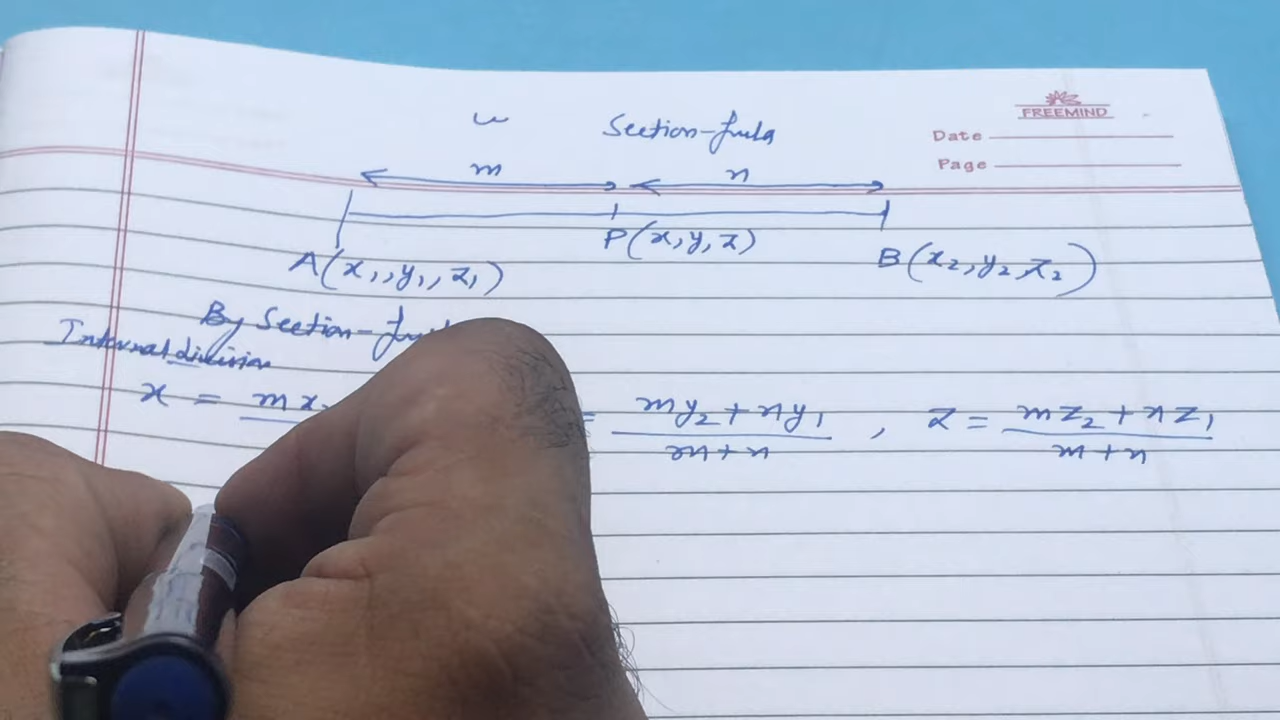 Section-fula
FREEMIND
Date
Page
m n
P(x,y,z)
A(x₁,y₁,z₁) B(x₂,y₂,z₂)
By Section-
Internal division
x = mx = my₂+ny₁ / m+n , z = mz₂+nz₁ / m+n